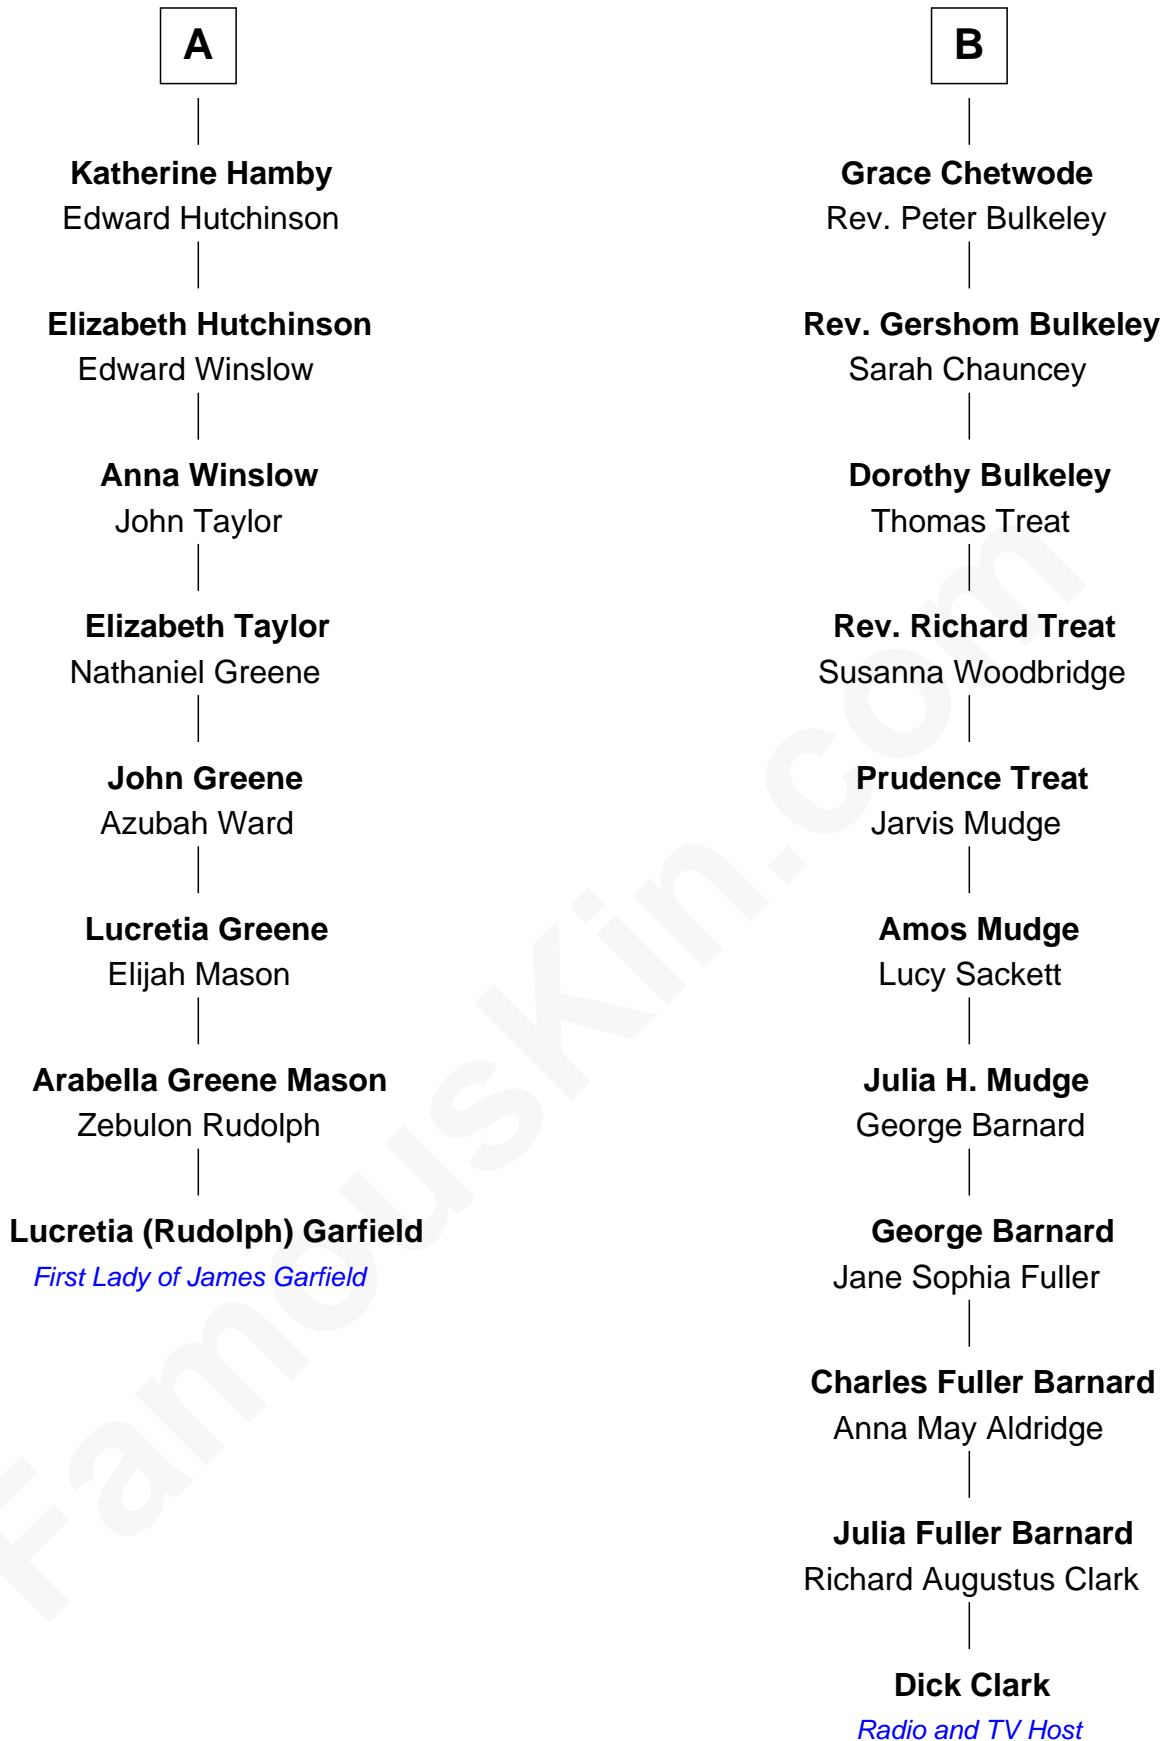 A
Katherine Hamby
Edward Hutchinson
Elizabeth Hutchinson
Edward Winslow
Anna Winslow
John Taylor
Elizabeth Taylor
Nathaniel Greene
John Greene
Azubah Ward
Lucretia Greene
Elijah Mason
Arabella Greene Mason
Zebulon Rudolph
Lucretia (Rudolph) Garfield
First Lady of James Garfield
B
Grace Chetwode
Rev. Peter Bulkeley
Rev. Gershom Bulkeley
Sarah Chauncey
Dorothy Bulkeley
Thomas Treat
Rev. Richard Treat
Susanna Woodbridge
Prudence Treat
Jarvis Mudge
Amos Mudge
Lucy Sackett
Julia H. Mudge
George Barnard
George Barnard
Jane Sophia Fuller
Charles Fuller Barnard
Anna May Aldridge
Julia Fuller Barnard
Richard Augustus Clark
Dick Clark
Radio and TV Host
FamousKin.com